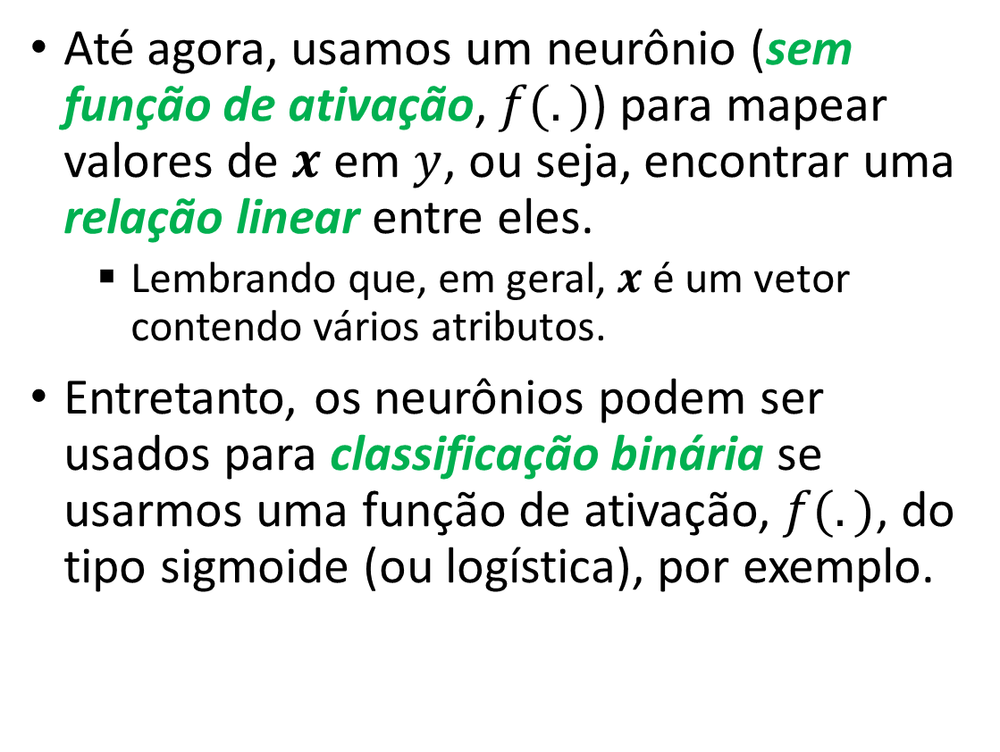 • Até agora, usamos um neurônio (sem
função de ativação, f(.)) para mapear
valores de x em y, ou seja, encontrar uma
relação linear entre eles.
▪ Lembrando que, em geral, x é um vetor
contendo vários atributos.
• Entretanto, os neurônios podem ser
usados para classificação binária se
usarmos uma função de ativação, f(.), do
tipo sigmoide (ou logística), por exemplo.